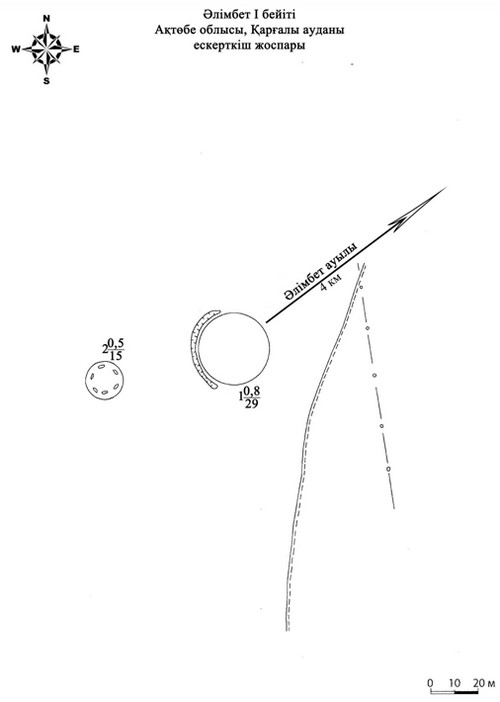 Әлімбет I бейіті
Ақтөбе облысы, Қарғалы ауданы
ескерткіш жоспары
N
W E
S
Әлімбет ауылы
4 км
2 0,5/15
1 0,8/29
0 10 20 м